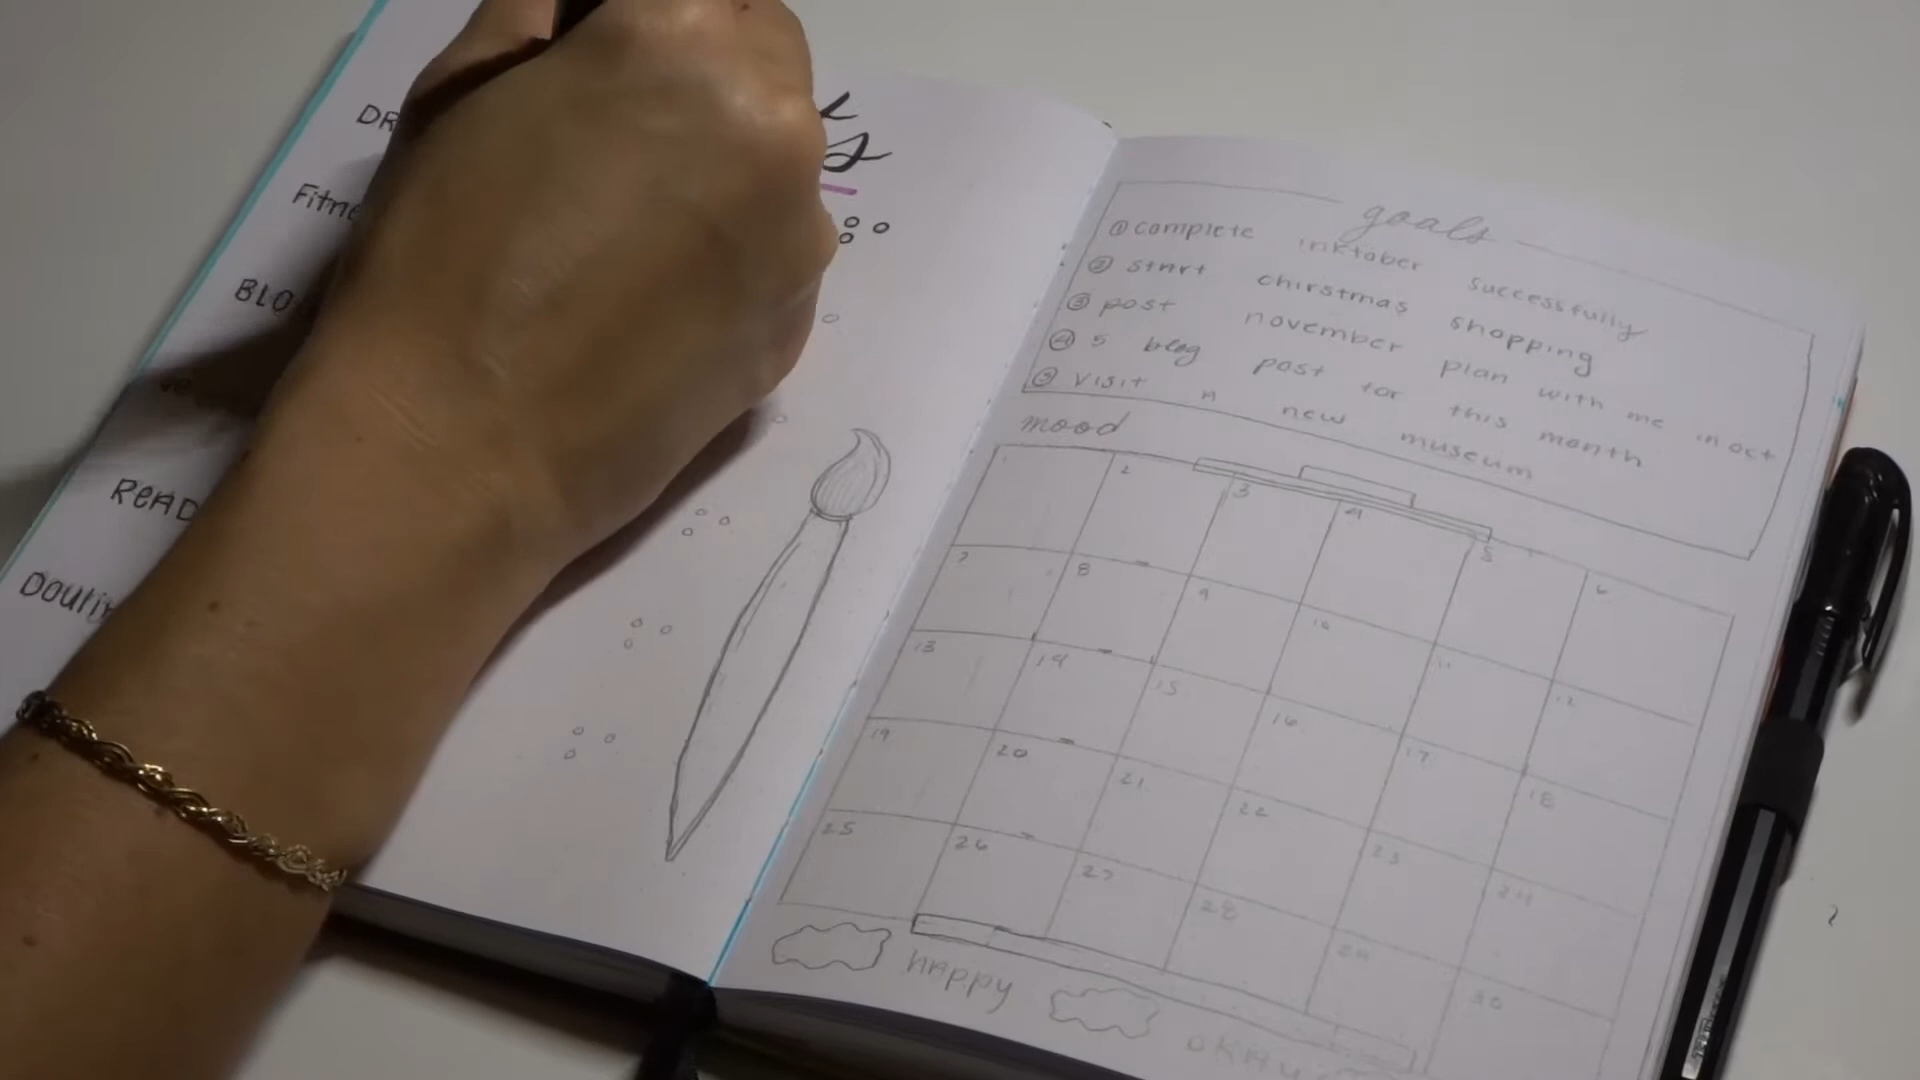 DR
Fitne
BLO
READ
goals
① complete inktober successfully
② start chirstmas shopping
③ post november plan with me in oct
④ 5 blog post for this month
⑤ visit a new museum
mood
1 2 3 4 5 6
7 8 9 10 11 12
13 14 15 16 17 18
19 20 21 22 23 24
25 26 27 28 29 30
happy
okay